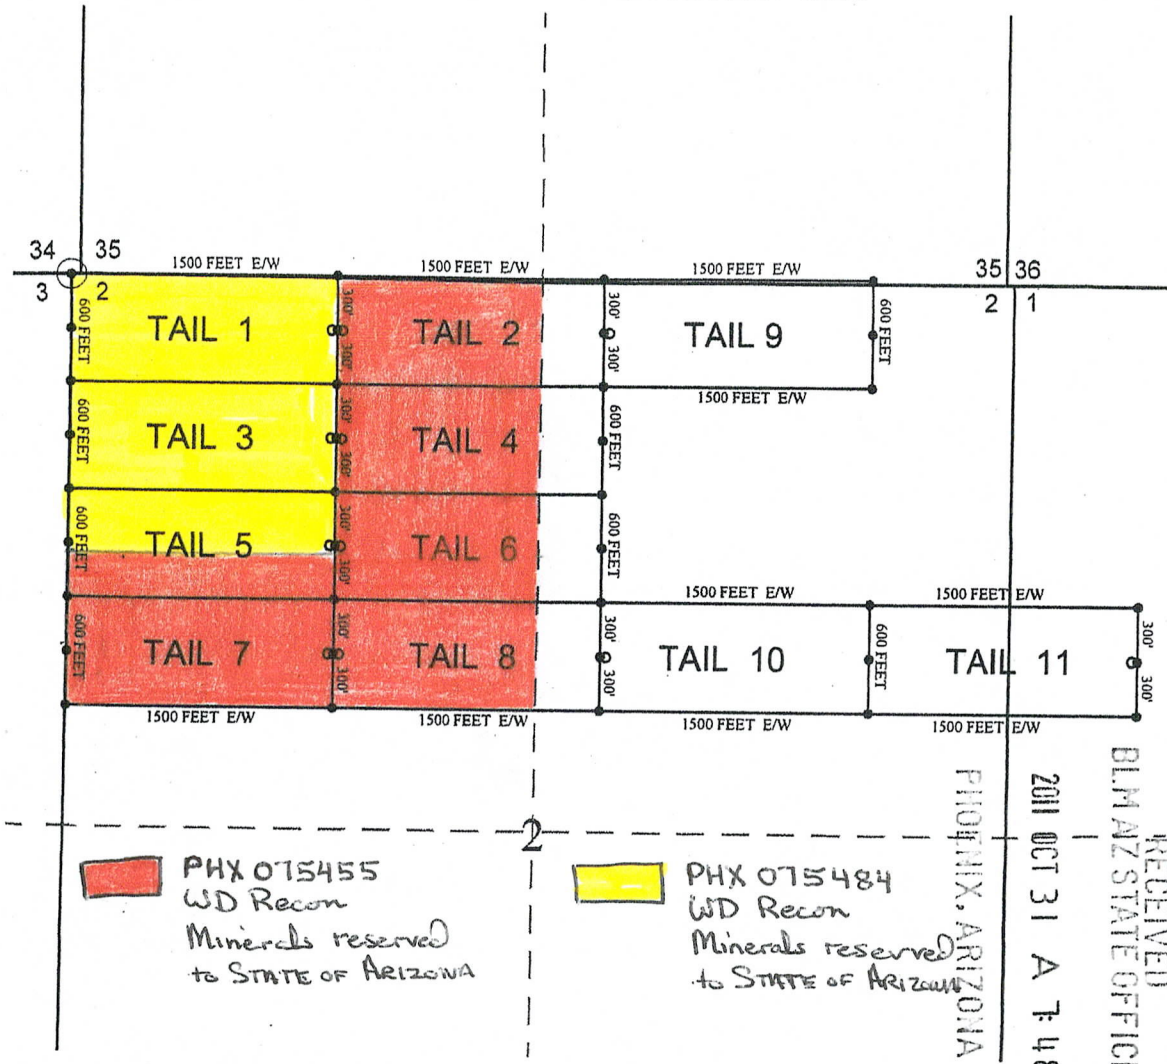 34 35
3 2
35 36
2 1
1500 FEET E/W
1500 FEET E/W
1500 FEET E/W
600 FEET
TAIL 1
300'
300'
TAIL 2
300'
300'
TAIL 9
600 FEET
1500 FEET E/W
600 FEET
TAIL 3
300'
300'
TAIL 4
600 FEET
600 FEET
TAIL 5
300'
300'
TAIL 6
600 FEET
1500 FEET E/W
1500 FEET E/W
600 FEET
TAIL 7
300'
300'
TAIL 8
300'
300'
TAIL 10
600 FEET
TAIL 11
300'
300'
1500 FEET E/W
1500 FEET E/W
1500 FEET E/W
1500 FEET E/W
2
PHX 075455
WD Recon
Minerals reserved
to STATE OF ARIZONA
PHX 075484
WD Recon
Minerals reserved
to STATE OF ARIZONA
RECEIVED
BLM AZ STATE OFFIC
2011 OCT 31 A 7:48
PHOENIX, ARIZONA